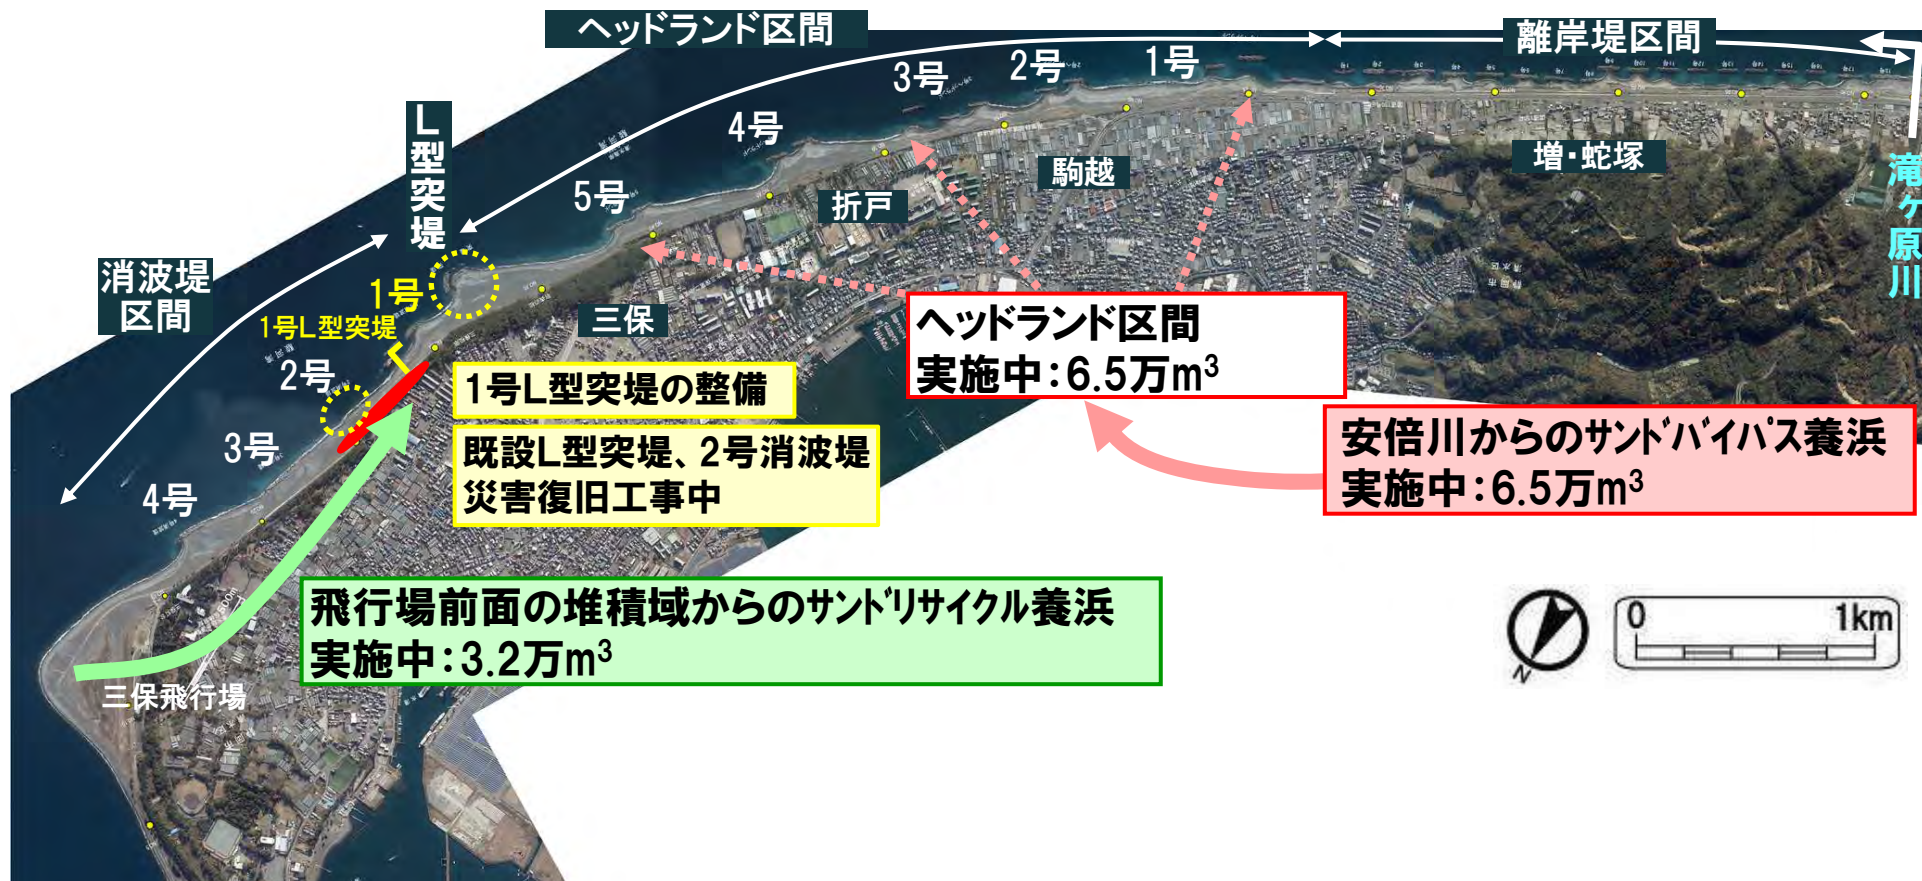 ヘッドランド区間
離岸堤区間
1号
2号
3号
4号
5号
L型突堤
消波堤
区間
1号
1号L型突堤
2号
3号
4号
三保
折戸
駒越
増・蛇塚
滝ヶ原川
ヘッドランド区間
実施中：6.5万m³
1号L型突堤の整備
既設L型突堤、2号消波堤
災害復旧工事中
安倍川からのサンドバイパス養浜
実施中：6.5万m³
飛行場前面の堆積域からのサンドリサイクル養浜
実施中：3.2万m³
三保飛行場
N
0 1km